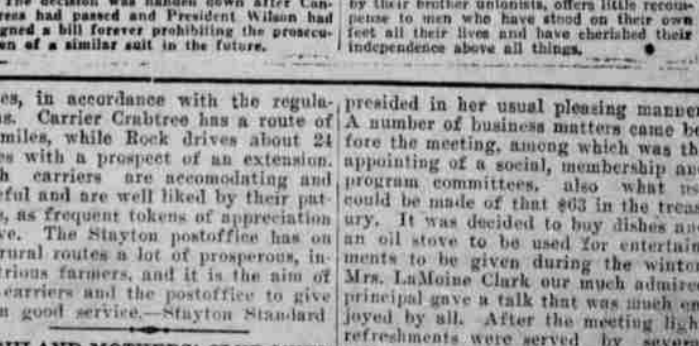 The decision was handed down after Can-
ress had passed and President Wilson had
igned a bill forever prohibiting the prosecu-
on of a similar suit in the future.
by their brother unionists, offers little recom-
pense to men who have stood on their own
feet all their lives and have cherished their
independence above all things.
es, in accordance with the regula-
s. Carrier Crabtree has a route of
miles, while Rock drives about 24
es with a prospect of an extension.
h carriers are accomodating and
eful and are well liked by their pat-
s, as frequent tokens of appreciation
ve. The Stayton postoffice has on
rural routes a lot of prosperous, in-
trious farmers, and it is the aim of
carriers and the postoffice to give
n good service.—Stayton Standard
presided in her usual pleasing manner
A number of business matters came b
fore the meeting, among which was th
appointing of a social, membership an
program committees, also what
could be made of that $63 in the treas
ury. It was decided to buy dishes an
an oil stove to be used for entertain
ments to be given during the winte
Mrs. LaMoine Clark our much admire
principal gave a talk that was much en
joyed by all. After the meeting ligh
refreshments were served by sever